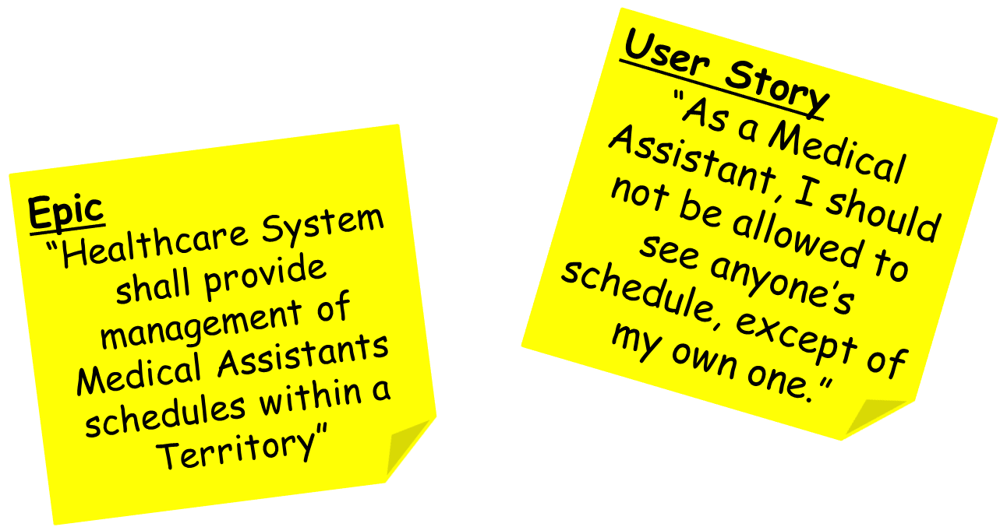 Epic
“Healthcare System
shall provide
management of
Medical Assistants
schedules within a
Territory”
User Story
“As a Medical
Assistant, I should
not be allowed to
see anyone’s
schedule, except of
my own one.”